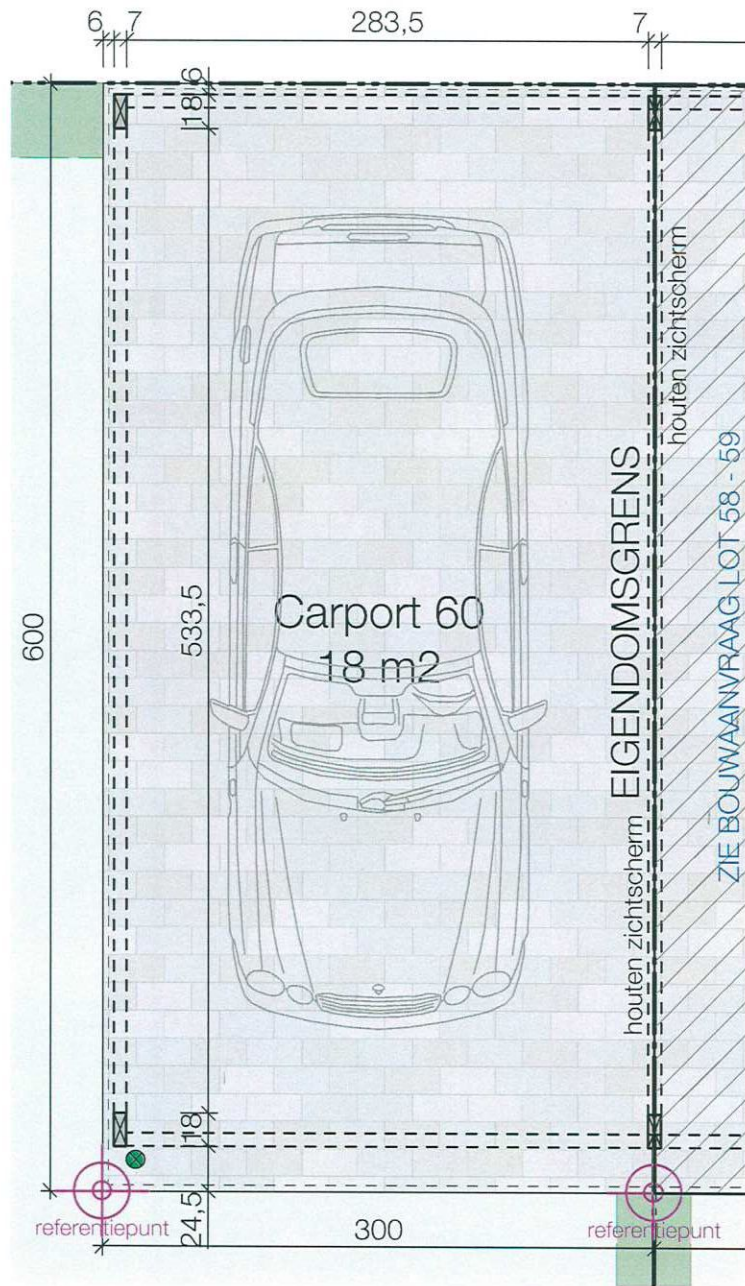 6
7
283,5
7
6
18
houten zichtscherm
EIGENDOMSGRENS
ZIE BOUWAANVRAAG LOT 58 - 59
600
533,5
Carport 60
18 m2
houten zichtscherm
18
24,5
referentiepunt
300
referentiepunt